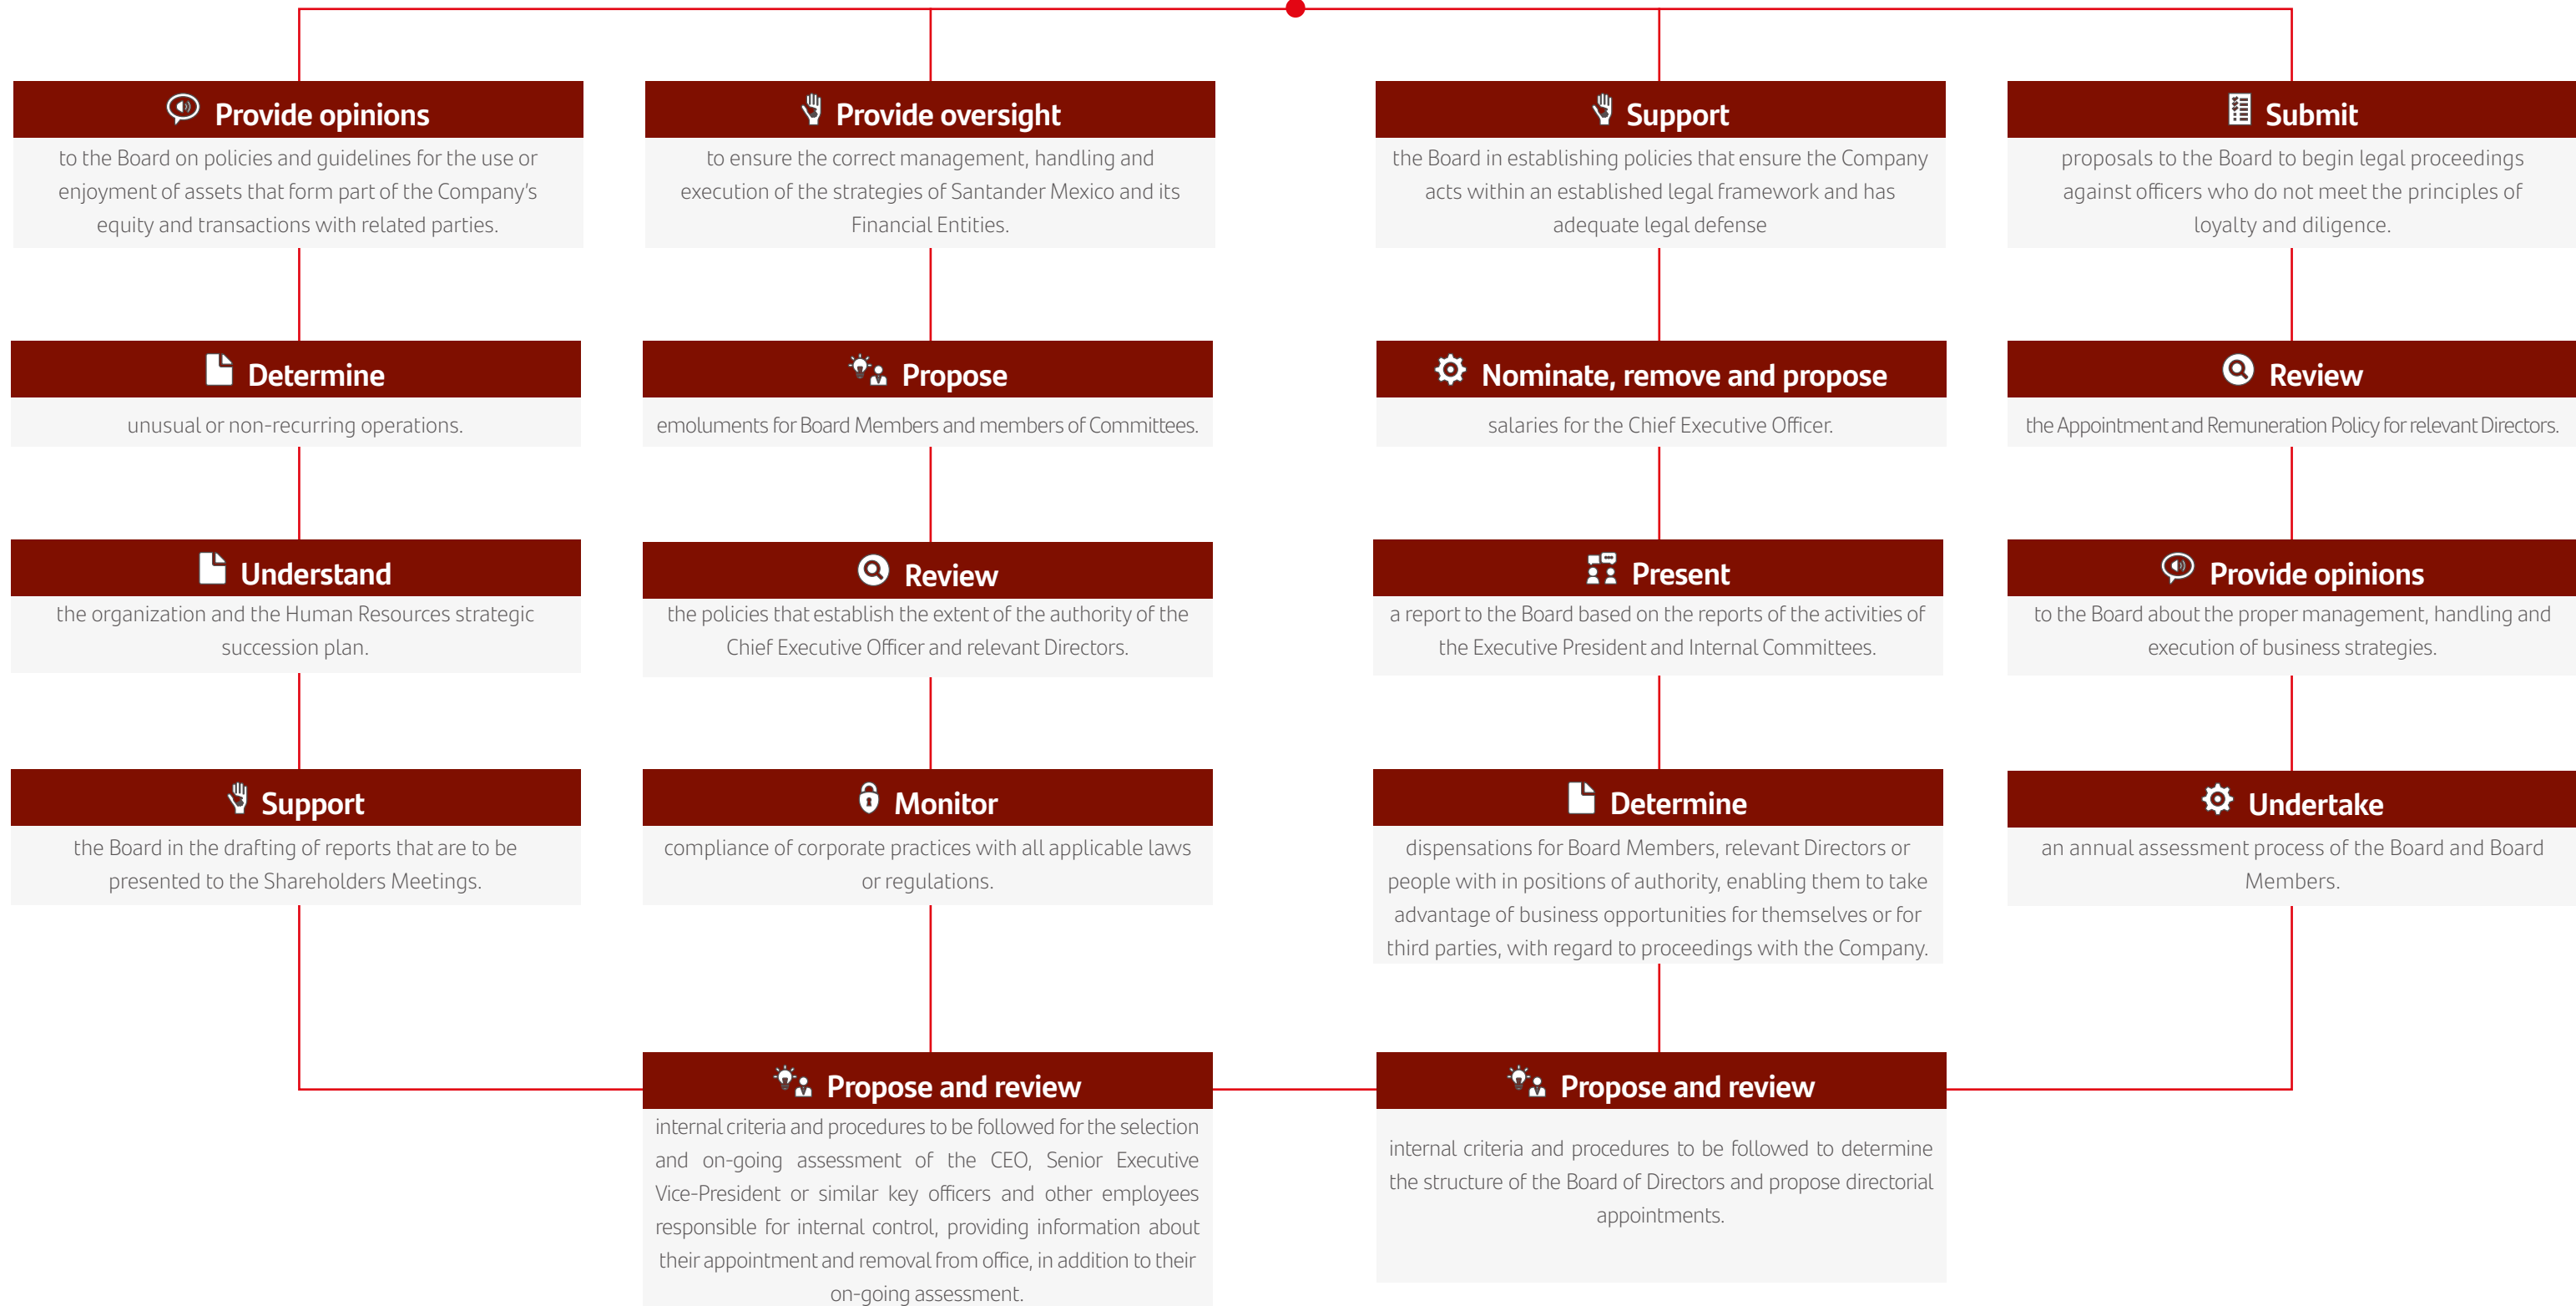 Provide opinions
to the Board on policies and guidelines for the use or
enjoyment of assets that form part of the Company's
equity and transactions with related parties.
Provide oversight
to ensure the correct management, handling and
execution of the strategies of Santander Mexico and its
Financial Entities.
Support
the Board in establishing policies that ensure the Company
acts within an established legal framework and has
adequate legal defense
Submit
proposals to the Board to begin legal proceedings
against officers who do not meet the principles of
loyalty and diligence.
Determine
unusual or non-recurring operations.
Propose
emoluments for Board Members and members of Committees.
Nominate, remove and propose
salaries for the Chief Executive Officer.
Review
the Appointment and Remuneration Policy for relevant Directors.
Understand
the organization and the Human Resources strategic
succession plan.
Review
the policies that establish the extent of the authority of the
Chief Executive Officer and relevant Directors.
Present
a report to the Board based on the reports of the activities of
the Executive President and Internal Committees.
Provide opinions
to the Board about the proper management, handling and
execution of business strategies.
Support
the Board in the drafting of reports that are to be
presented to the Shareholders Meetings.
Monitor
compliance of corporate practices with all applicable laws
or regulations.
Determine
dispensations for Board Members, relevant Directors or
people with in positions of authority, enabling them to take
advantage of business opportunities for themselves or for
third parties, with regard to proceedings with the Company.
Undertake
an annual assessment process of the Board and Board
Members.
Propose and review
internal criteria and procedures to be followed for the selection
and on-going assessment of the CEO, Senior Executive
Vice-President or similar key officers and other employees
responsible for internal control, providing information about
their appointment and removal from office, in addition to their
on-going assessment.
Propose and review
internal criteria and procedures to be followed to determine
the structure of the Board of Directors and propose directorial
appointments.